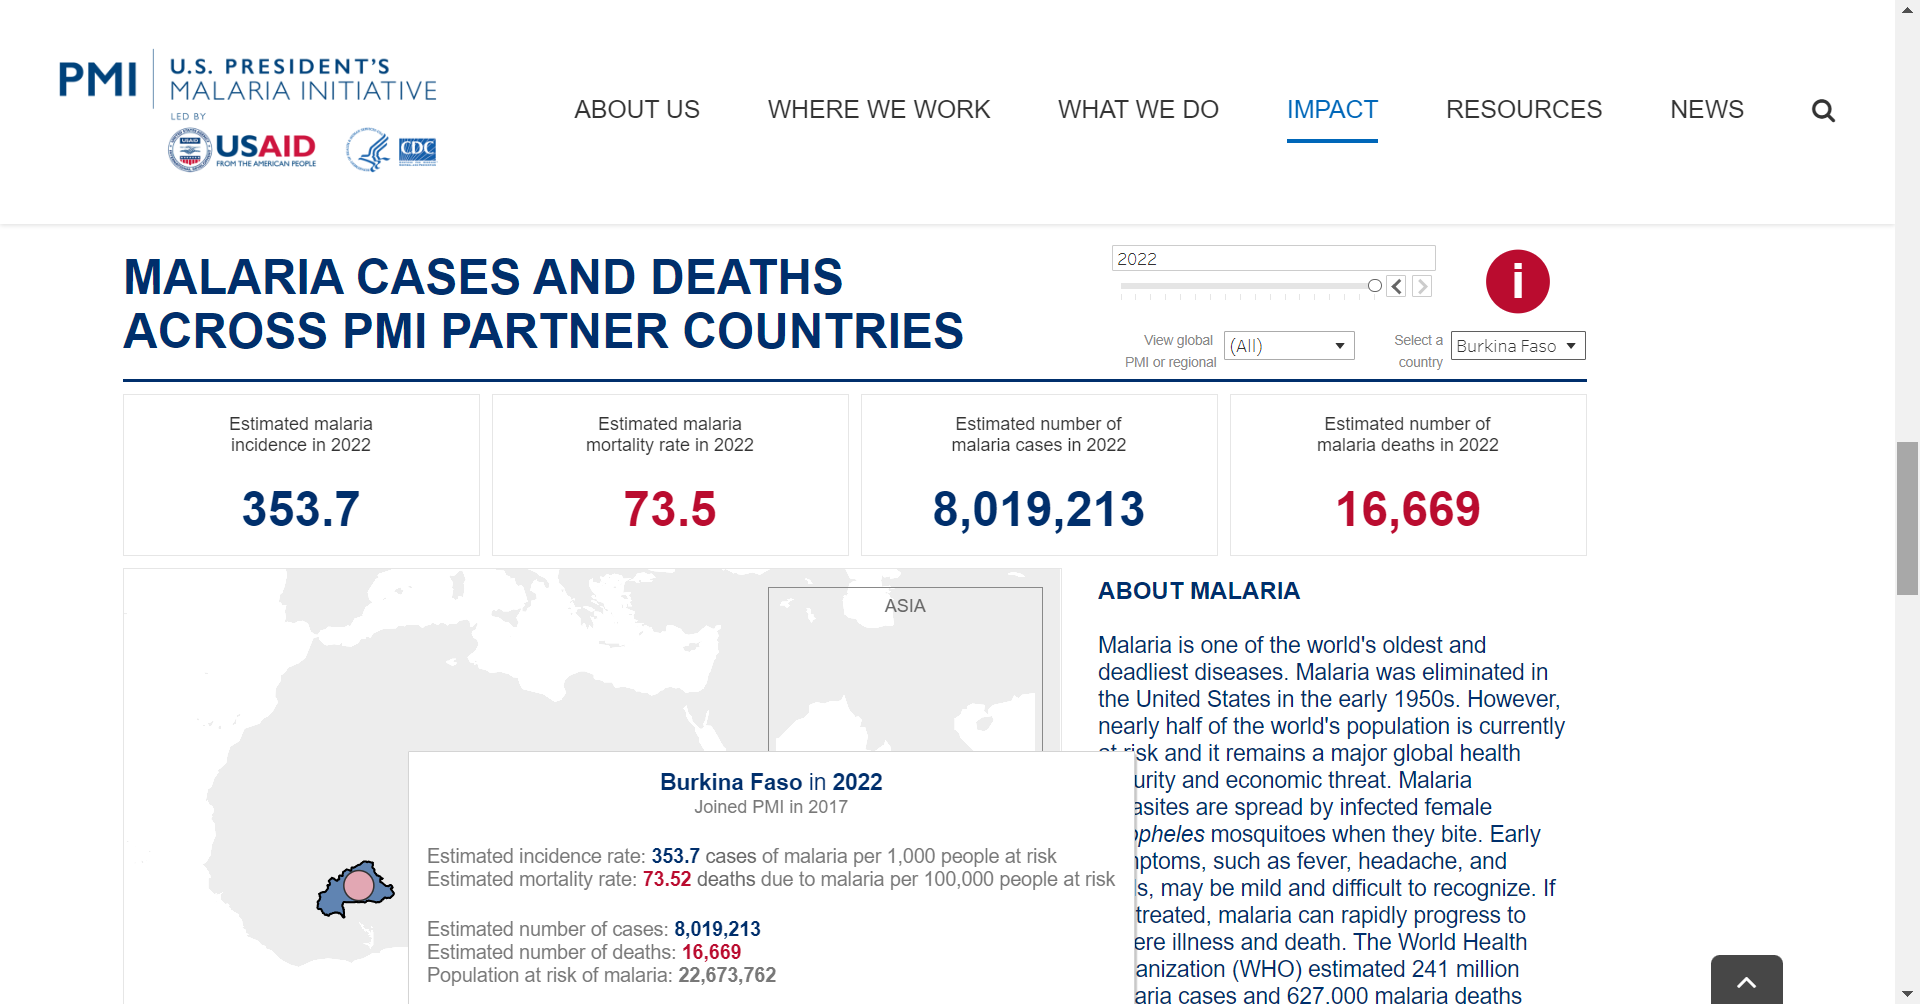 PMI
U.S. PRESIDENT'S
MALARIA INITIATIVE
LED BY
USAID
FROM THE AMERICAN PEOPLE
CDC
ABOUT US
WHERE WE WORK
WHAT WE DO
IMPACT
RESOURCES
NEWS
MALARIA CASES AND DEATHS
ACROSS PMI PARTNER COUNTRIES
2022
i
View global
PMI or regional
(All)
Select a
country
Burkina Faso
Estimated malaria
incidence in 2022
353.7
Estimated malaria
mortality rate in 2022
73.5
Estimated number of
malaria cases in 2022
8,019,213
Estimated number of
malaria deaths in 2022
16,669
ASIA
Burkina Faso in 2022
Joined PMI in 2017
Estimated incidence rate: 353.7 cases of malaria per 1,000 people at risk
Estimated mortality rate: 73.52 deaths due to malaria per 100,000 people at risk
Estimated number of cases: 8,019,213
Estimated number of deaths: 16,669
Population at risk of malaria: 22,673,762
ABOUT MALARIA
Malaria is one of the world's oldest and
deadliest diseases. Malaria was eliminated in
the United States in the early 1950s. However,
nearly half of the world's population is currently
at risk and it remains a major global health
urity and economic threat. Malaria
asites are spread by infected female
pheles mosquitoes when they bite. Early
mptoms, such as fever, headache, and
s, may be mild and difficult to recognize. If
treated, malaria can rapidly progress to
ere illness and death. The World Health
anization (WHO) estimated 241 million
aria cases and 627,000 malaria deaths